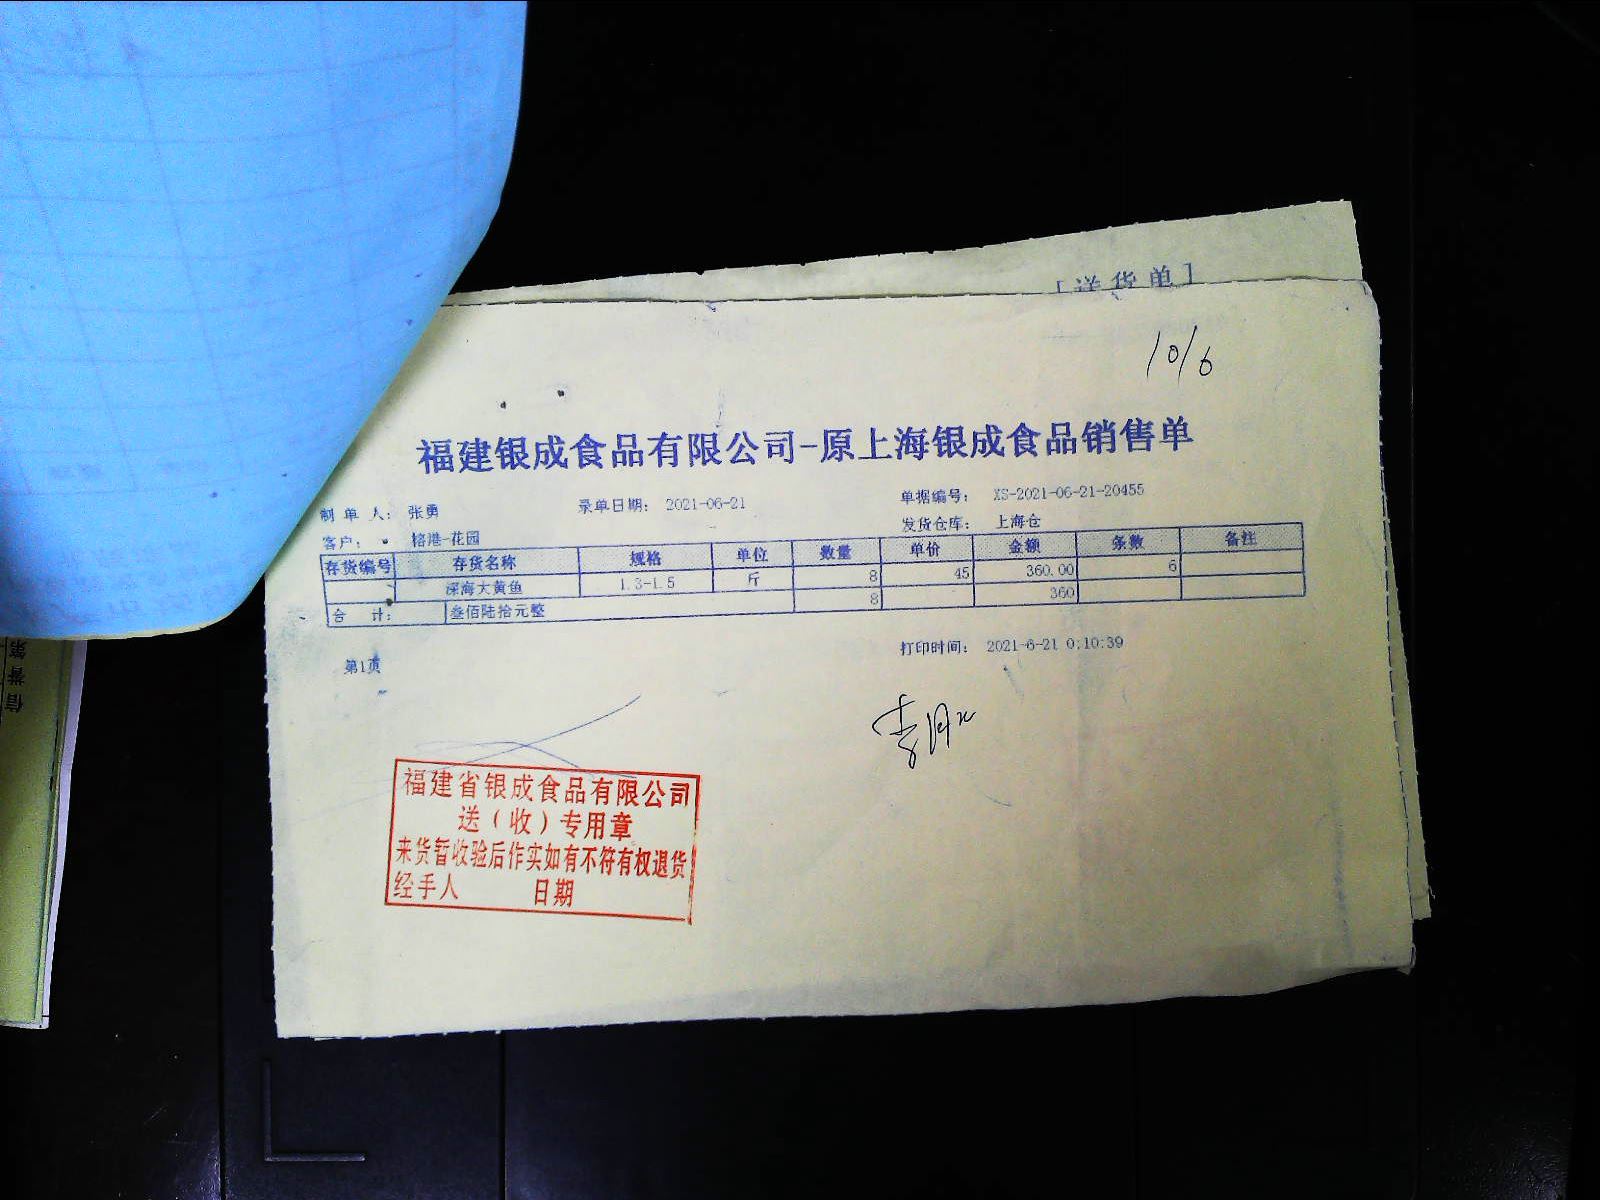 [送货单]
10/6
福建银成食品有限公司-原上海银成食品销售单
制 单 人: 张勇 录单日期: 2021-06-21 单据编号: XS-2021-06-21-20455
客户: 榕港-花园 发货仓库: 上海仓
存货编号 存货名称 规格 单位 数量 单价 金额 条数 备注
深海大黄鱼 1.3-1.5 斤 8 45 360.00 6
合 计: 叁佰陆拾元整 8 360
第1页 打印时间: 2021-6-21 0:10:39
福建省银成食品有限公司
送(收)专用章
来货暂收验后作实如有不符有权退货
经手人 日期